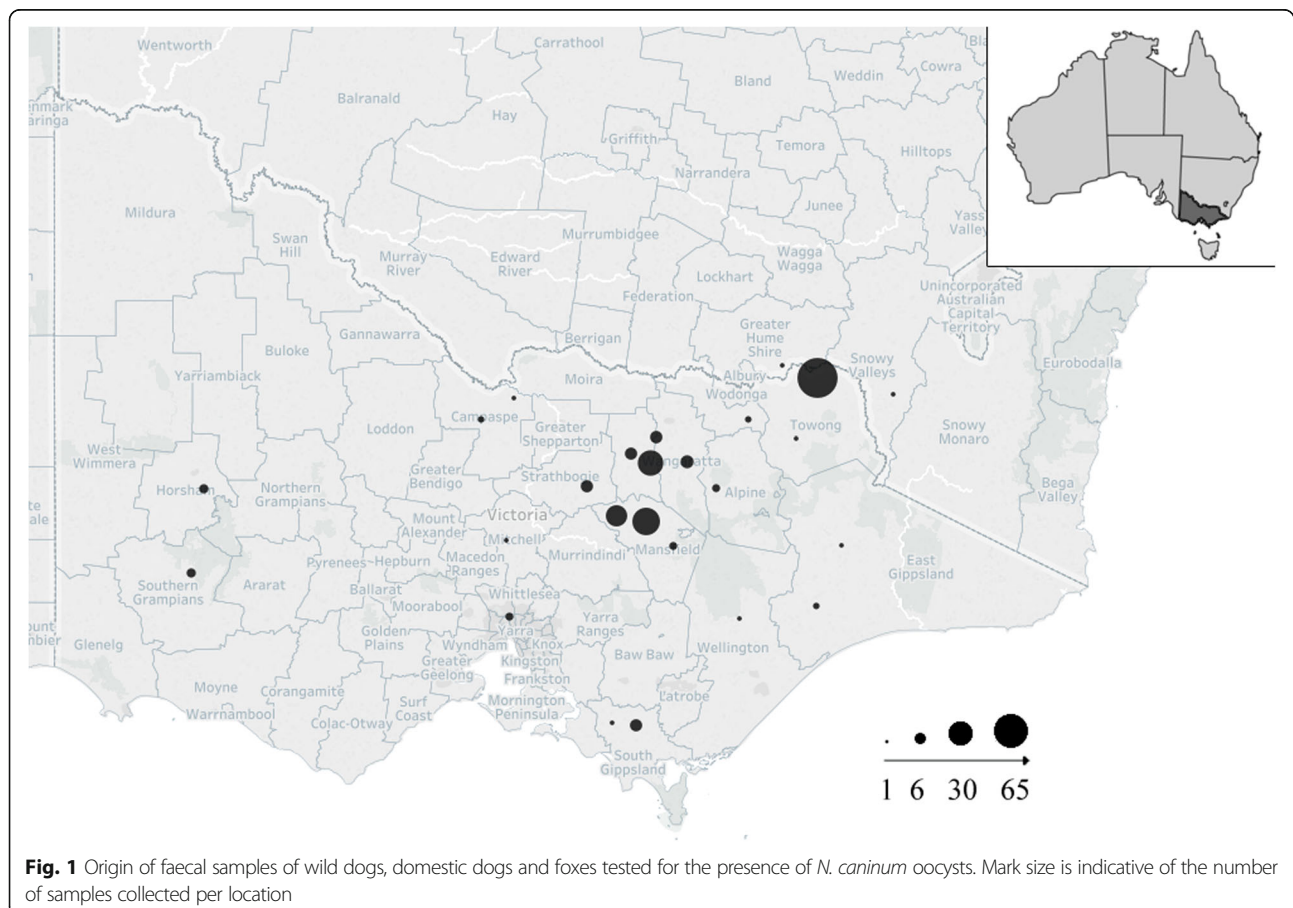 Wentworth
Carrathool
Bland
Weddin
Cowra
Balranald
Hay
Griffith
Temora
Hilltops
Narrandera
Junee
Mildura
Swan
Hill
Murray
River
Edward
River
Murrumbidgee
Wagga
Wagga
Yass
Valley
Lockhart
Federation
Unincorporated
Australian
Capital
Territory
Gannawarra
Berrigan
Greater
Hume
Shire
Buloke
Yarriambiack
Moira
Albury
Wodonga
Snowy
Valleys
Eurobodalla
Loddon
Campaspe
Greater
Shepparton
Towong
Snowy
Monaro
West
Wimmera
Greater
Bendigo
Strathbogie
Wangaratta
Alpine
Bega
Valley
Horsham
Northern
Grampians
Mount
Alexander
Victoria
Mitchell
Murrindindi
Mansfield
East
Gippsland
Southern
Grampians
Ararat
Pyrenees
Hepburn
Macedon
Ranges
Ballarat
Moorabool
Whittlesea
Glenelg
Golden
Plains
Wyndham
Yarra
Knox
Yarra
Ranges
Baw Baw
Wellington
Greater
Geelong
Kingston
Frankston
Moyne
Corangamite
Warrnambool
Colac-Otway
Surf
Coast
Mornington
Peninsula
Latrobe
South
Gippsland
1 6 30 65
Fig. 1 Origin of faecal samples of wild dogs, domestic dogs and foxes tested for the presence of N. caninum oocysts. Mark size is indicative of the number
of samples collected per location